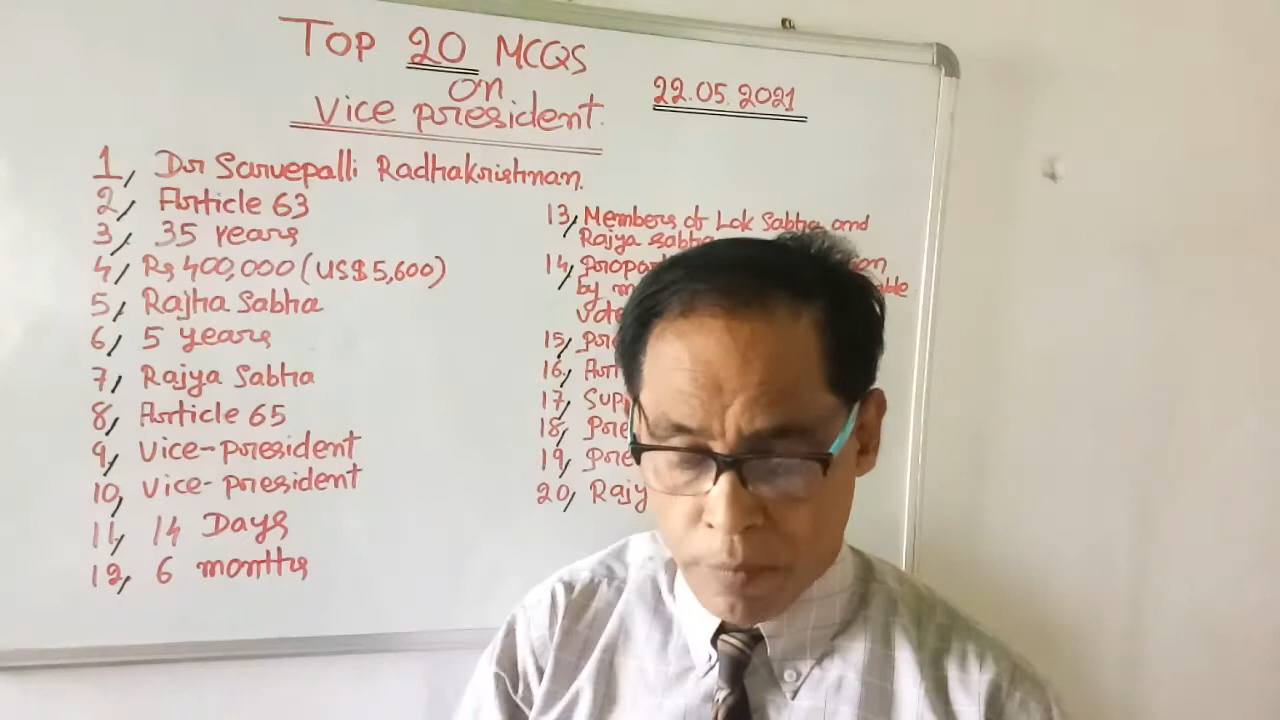 TOP 20 MCQS
on
Vice president.
22.05.2021
1, Dr Sarvepalli Radhakrishnan.
2, Article 63
3, 35 years
4, Rs 400,000 (US$ 5,600)
5, Rajha Sabha
6, 5 years
7, Rajya Sabha
8, Article 65
9, Vice-president
10, Vice-president
11, 14 Days
12, 6 months
13, Members of Lok Sabha and
Rajya Sabha
14,
by
15,
16,
17,
18,
19,
20,